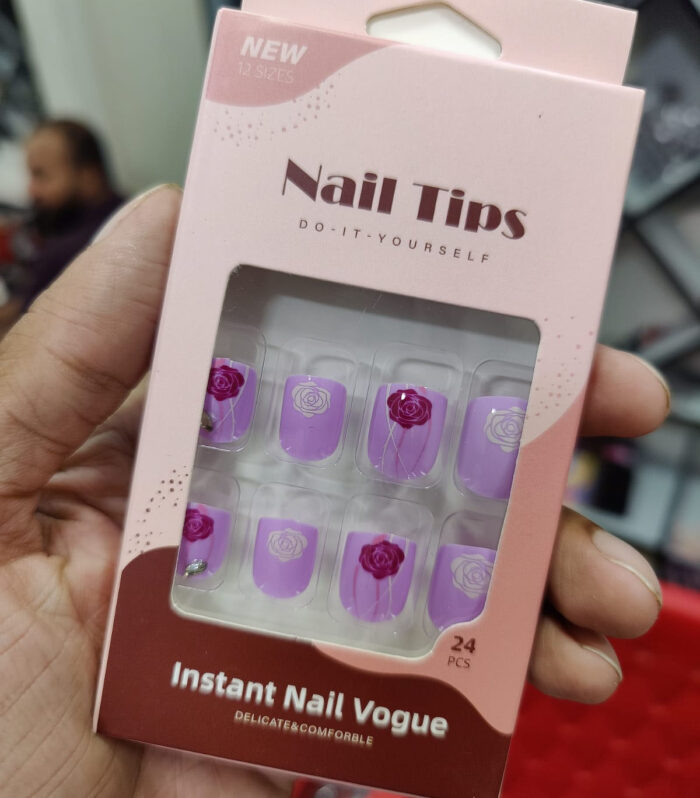 NEW
12 SIZES
Nail Tips
DO-IT-YOURSELF
24
PCS
Instant Nail Vogue
DELICATE&COMFORBLE